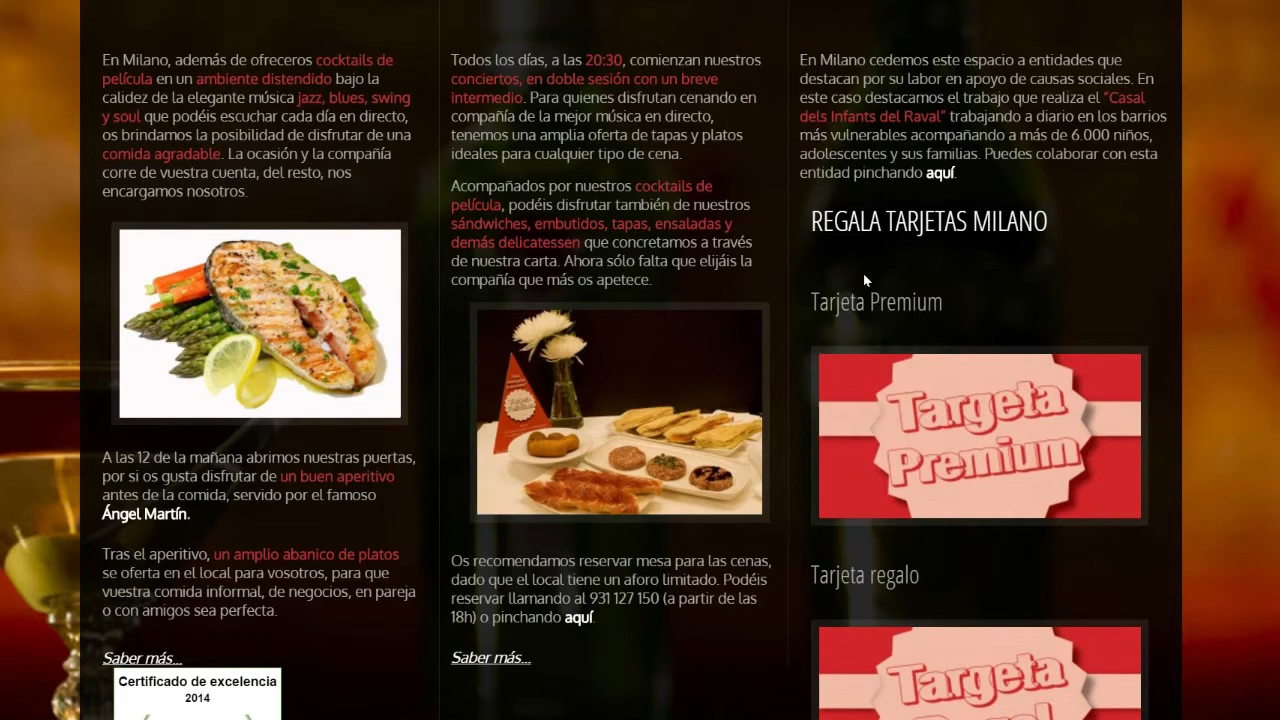 En Milano, además de ofreceros cocktails de
película en un ambiente distendido bajo la
calidez de la elegante música jazz, blues, swing
y soul que podéis escuchar cada día en directo,
os brindamos la posibilidad de disfrutar de una
comida agradable. La ocasión y la compañía
corre de vuestra cuenta, del resto, nos
encargamos nosotros.
A las 12 de la mañana abrimos nuestras puertas,
por si os gusta disfrutar de un buen aperitivo
antes de la comida, servido por el famoso
Ángel Martín.
Tras el aperitivo, un amplio abanico de platos
se oferta en el local para vosotros, para que
vuestra comida informal, de negocios, en pareja
o con amigos sea perfecta.
Saber más...
Certificado de excelencia
2014
Todos los días, a las 20:30, comienzan nuestros
conciertos, en doble sesión con un breve
intermedio. Para quienes disfrutan cenando en
compañía de la mejor música en directo,
tenemos una amplia oferta de tapas y platos
ideales para cualquier tipo de cena.
Acompañados por nuestros cocktails de
película, podéis disfrutar también de nuestros
sándwiches, embutidos, tapas, ensaladas y
demás delicatessen que concretamos a través
de nuestra carta. Ahora sólo falta que elijáis la
compañía que más os apetece.
Os recomendamos reservar mesa para las cenas,
dado que el local tiene un aforo limitado. Podéis
reservar llamando al 931 127 150 (a partir de las
18h) o pinchando aquí.
Saber más...
En Milano cedemos este espacio a entidades que
destacan por su labor en apoyo de causas sociales. En
este caso destacamos el trabajo que realiza el "Casal
dels Infants del Raval" trabajando a diario en los barrios
más vulnerables acompañando a más de 6.000 niños,
adolescentes y sus familias. Puedes colaborar con esta
entidad pinchando aquí.
REGALA TARJETAS MILANO
Tarjeta Premium
Targeta
Premium
Tarjeta regalo
Targeta